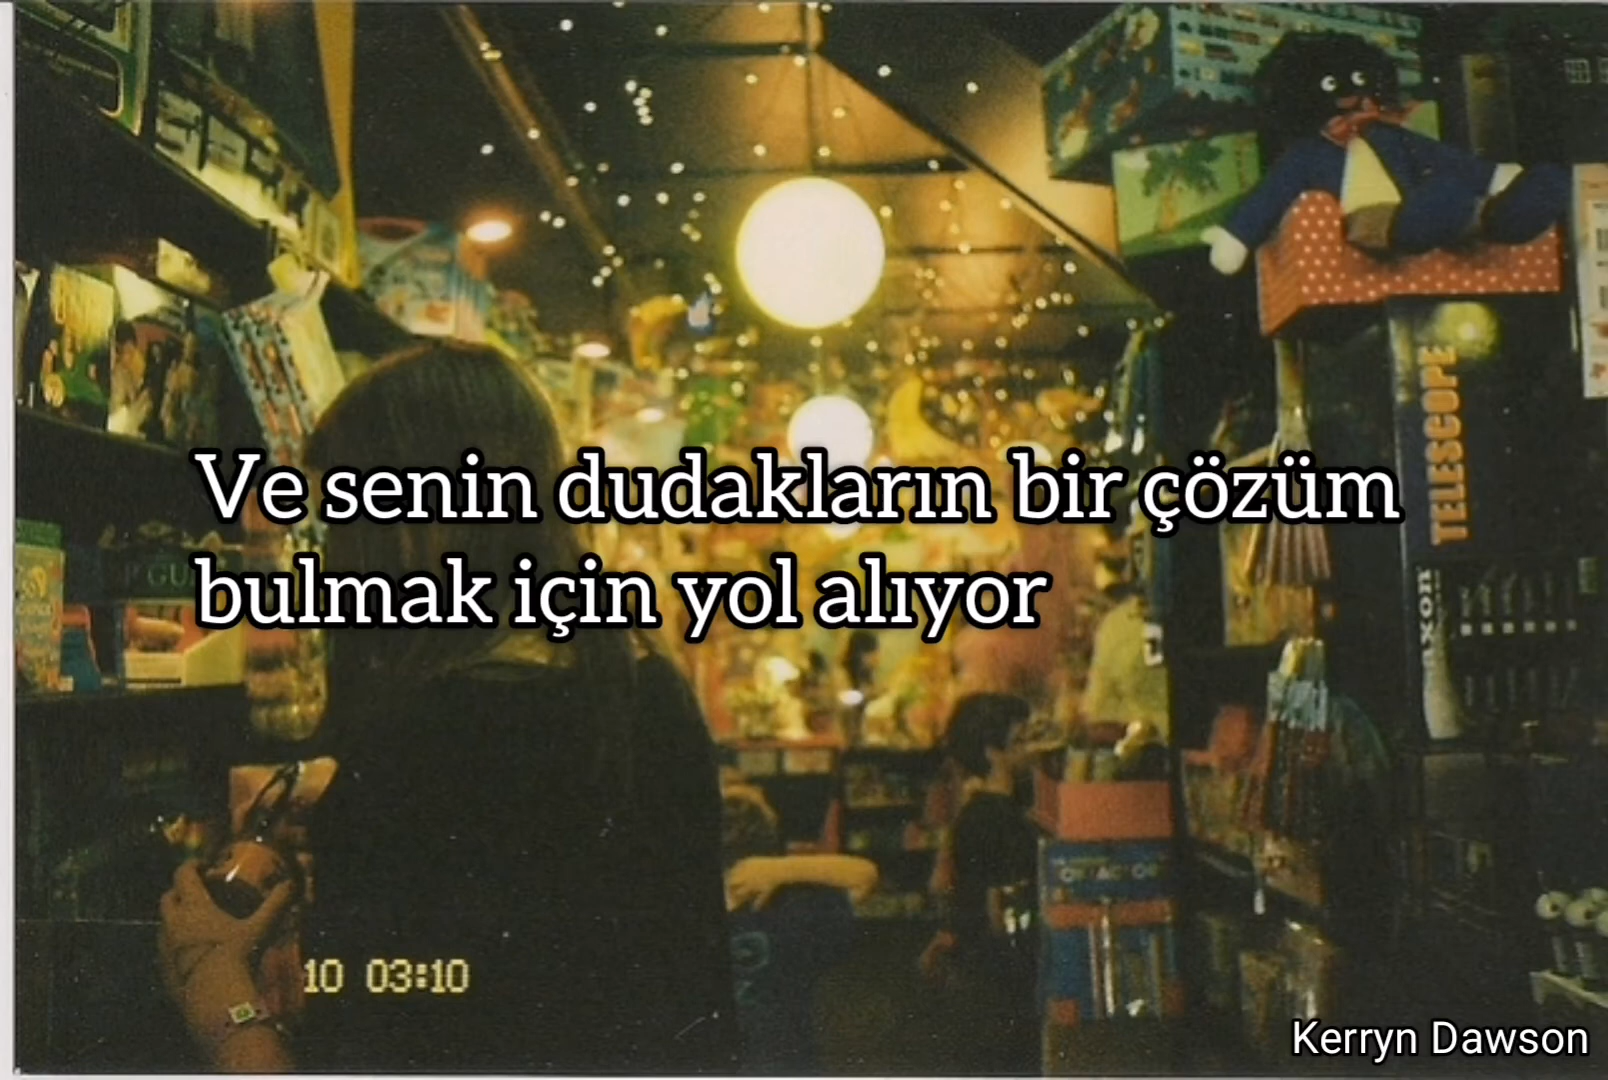 TELESCOPE
Ve senin dudakların bir çözüm
bulmak için yol alıyor
10 03:10
Kerryn Dawson